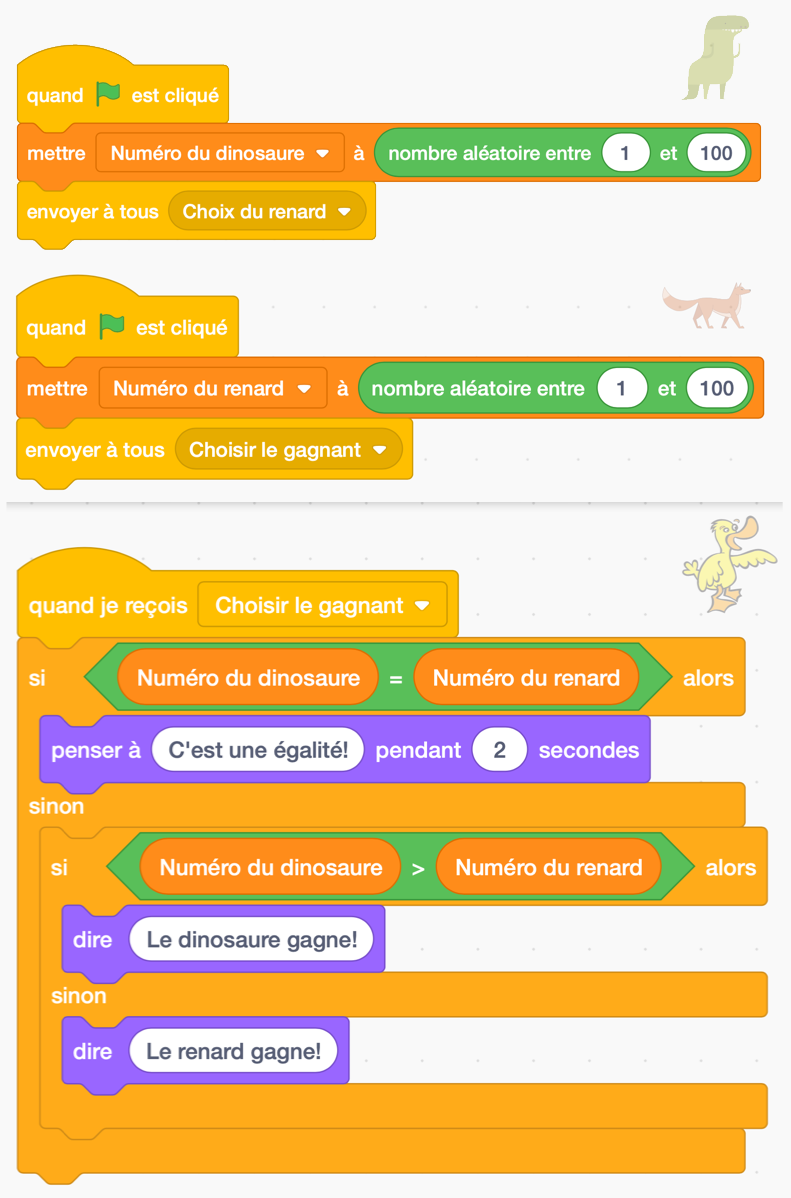 quand est cliqué
mettre Numéro du dinosaure à nombre aléatoire entre 1 et 100
envoyer à tous Choix du renard
quand est cliqué
mettre Numéro du renard à nombre aléatoire entre 1 et 100
envoyer à tous Choisir le gagnant
quand je reçois Choisir le gagnant
si Numéro du dinosaure = Numéro du renard alors
penser à C'est une égalité! pendant 2 secondes
sinon
si Numéro du dinosaure > Numéro du renard alors
dire Le dinosaure gagne!
sinon
dire Le renard gagne!